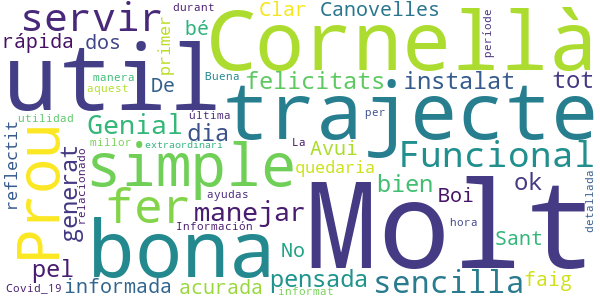 servir
Cornellà
Clar
Canovelles
durant
període
rápida
dos
primer
bé
util
manera
aquest
De
Buena
felicitats
instalat
tot
trajecte
utilidad
Genial
dia
última
per
reflectit
Prou
generat
relacionado
millor
extraordinari
simple
La
Avui
quedaria
Funcional
bien
ok
detallada
fer
manejar
ayudas
Boi
Molt
hora
Sant
bona
Información
No
pel
Covid_19
informada
acurada
pensada
informat
sencilla
faig